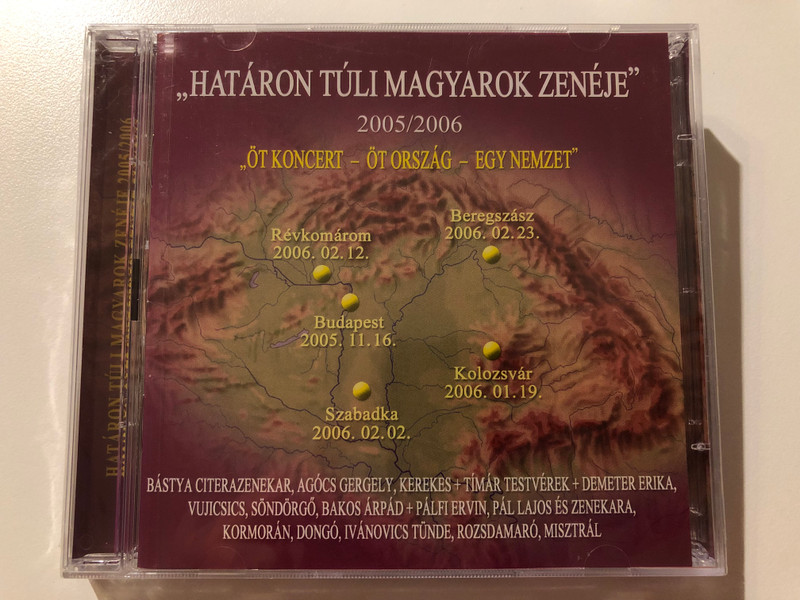 „HATÁRON TÚLI MAGYAROK ZENÉJE”
2005/2006
„ÖT KONCERT – ÖT ORSZÁG – EGY NEMZET”
Beregszász
2006. 02.23.
Révkomárom
2006. 02.12.
Budapest
2005. 11.16.
Kolozsvár
2006. 01.19.
Szabadka
2006. 02.02.
BÁSTYA CITERAZENEKAR, AGÓCS GERGELY, KEREKES + TÍMÁR TESTVÉREK + DEMETER ERIKA,
VUJICSICS, SÖNDÖRGŐ, BAKOS ÁRPÁD + PÁLFI ERVIN, PÁL LAJOS ÉS ZENEKARA,
KORMORÁN, DONGÓ, IVÁNOVICS TÜNDE, ROZSDAMARÓ, MISZTRÁL
HATÁRON TÚLI MAGYAROK ZENÉJE 2005/2006